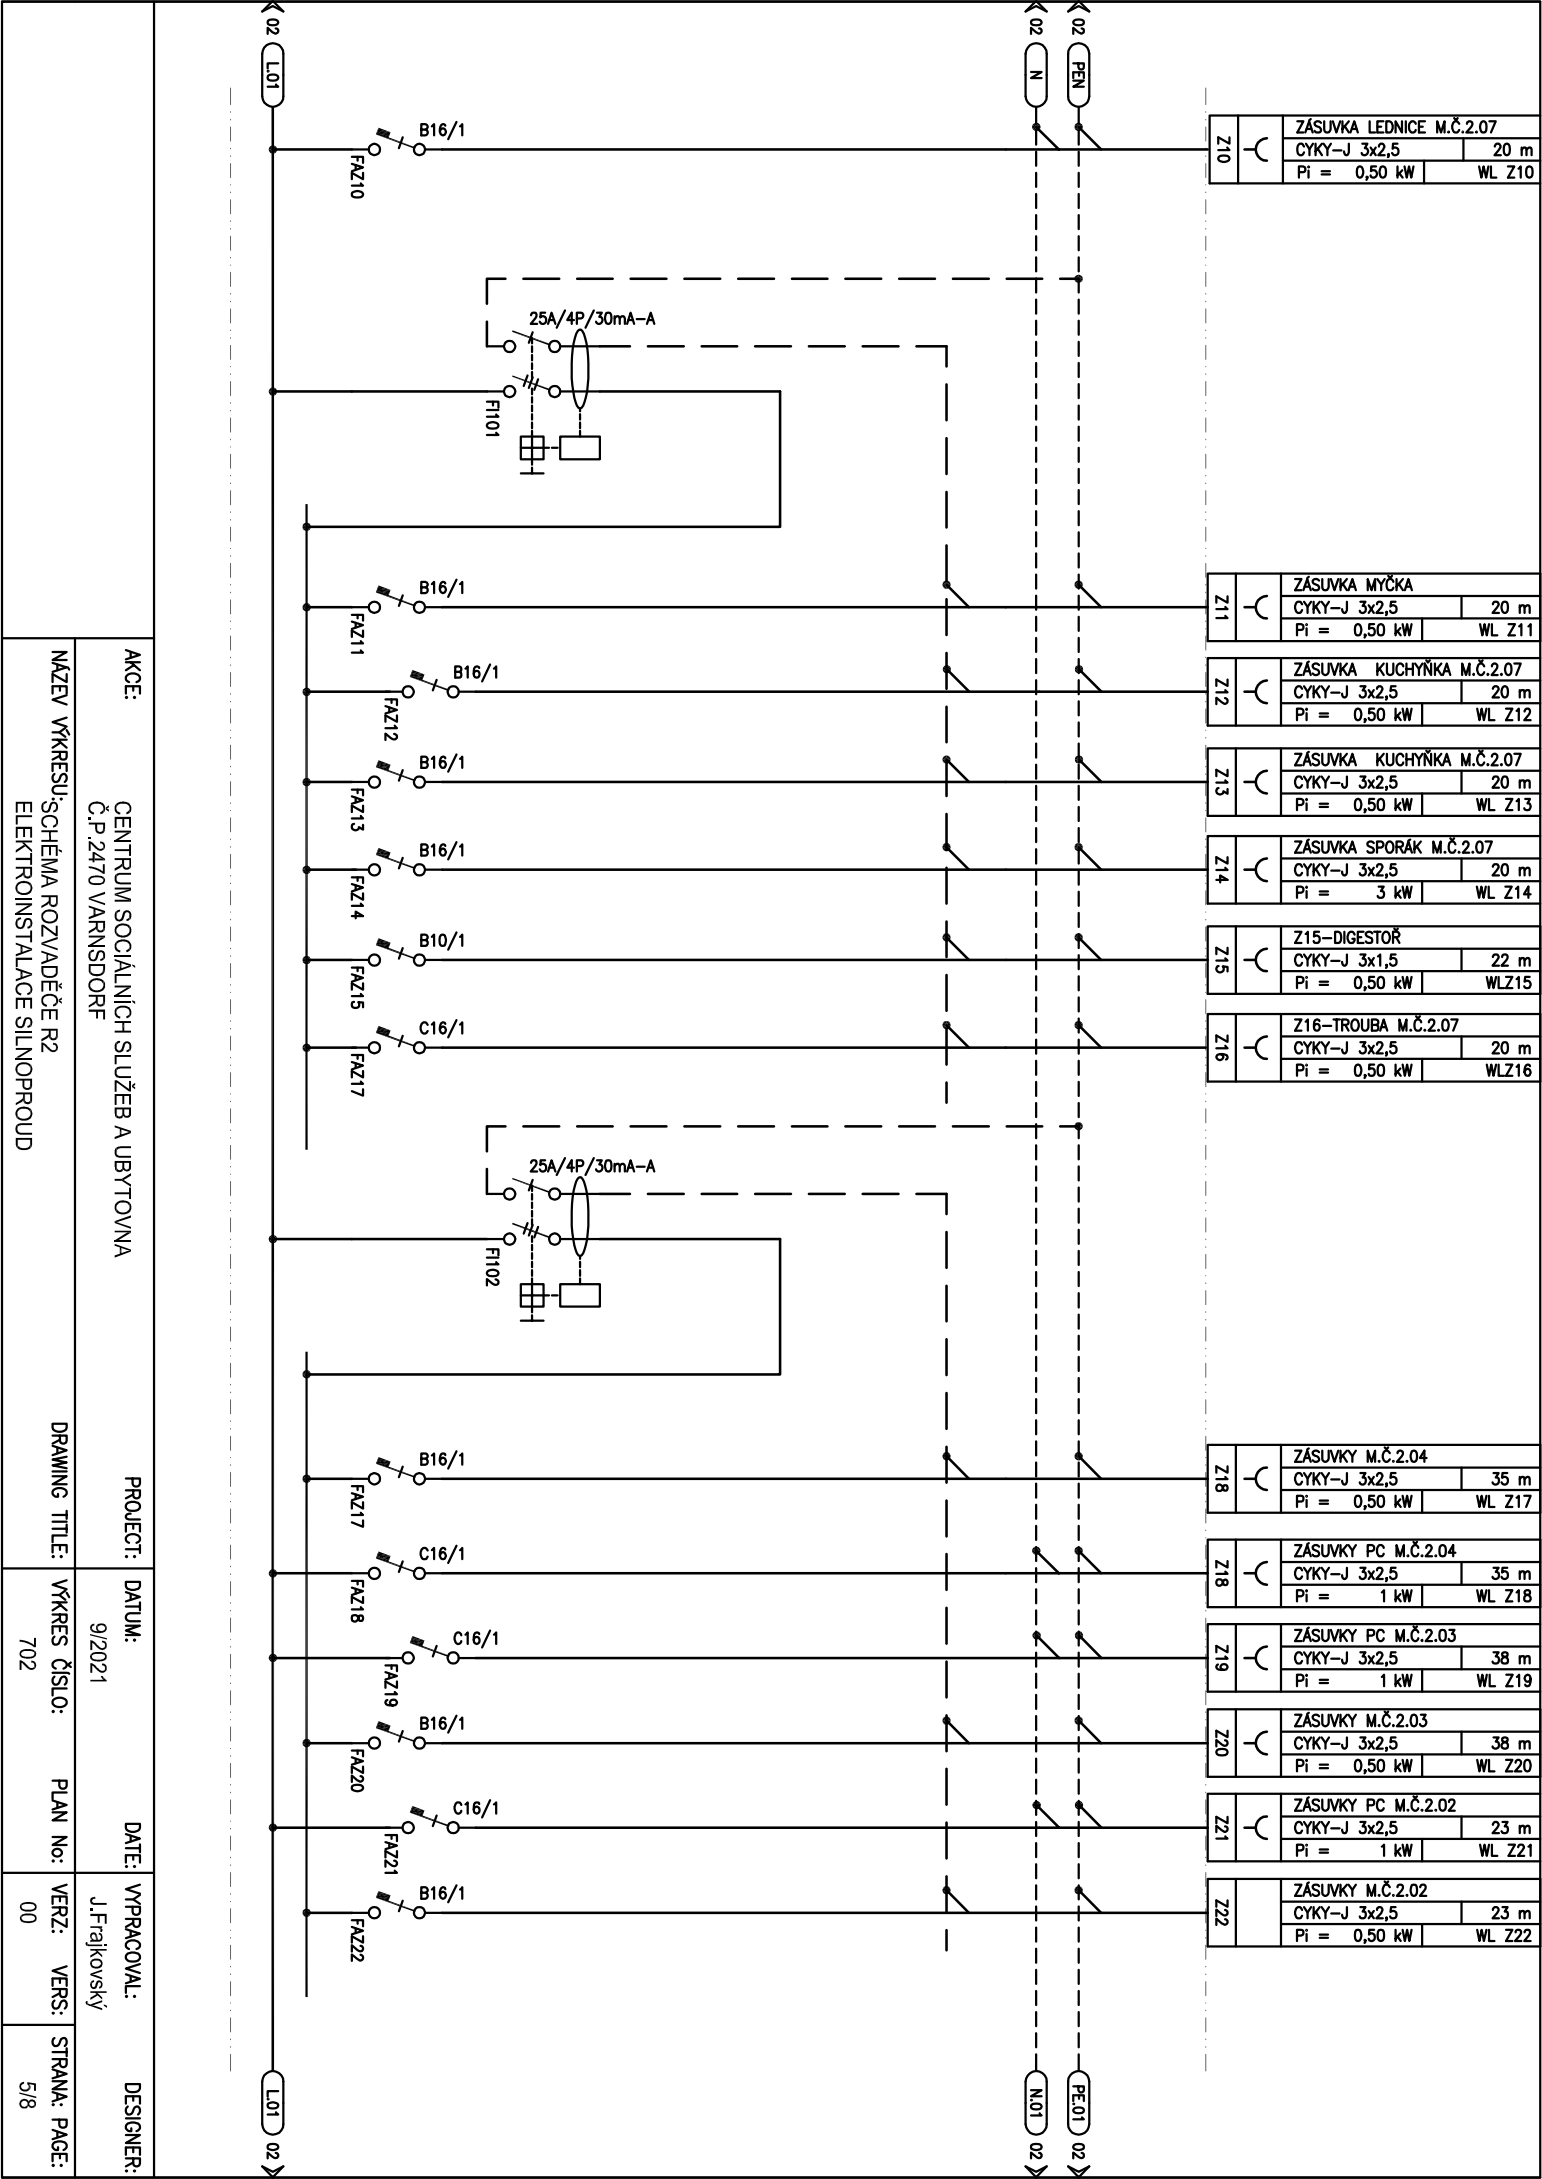 02 L.01
02 N
02 PEN
B16/1
FAZ10
Z10
ZÁSUVKA LEDNICE M.Č.2.07
CYKY-J 3x2,5 20 m
Pi = 0,50 kW WL Z10
25A/4P/30mA-A
FI101
B16/1
FAZ11
Z11
ZÁSUVKA MYČKA
CYKY-J 3x2,5 20 m
Pi = 0,50 kW WL Z11
B16/1
FAZ12
Z12
ZÁSUVKA KUCHYŇKA M.Č.2.07
CYKY-J 3x2,5 20 m
Pi = 0,50 kW WL Z12
B16/1
FAZ13
Z13
ZÁSUVKA KUCHYŇKA M.Č.2.07
CYKY-J 3x2,5 20 m
Pi = 0,50 kW WL Z13
B16/1
FAZ14
Z14
ZÁSUVKA SPORÁK M.Č.2.07
CYKY-J 3x2,5 20 m
Pi = 3 kW WL Z14
B10/1
FAZ15
Z15
Z15-DIGESTOŘ
CYKY-J 3x1,5 22 m
Pi = 0,50 kW WLZ15
C16/1
FAZ17
Z16
Z16-TROUBA M.Č.2.07
CYKY-J 3x2,5 20 m
Pi = 0,50 kW WLZ16
25A/4P/30mA-A
FI102
B16/1
FAZ17
Z18
ZÁSUVKY M.Č.2.04
CYKY-J 3x2,5 35 m
Pi = 0,50 kW WL Z17
C16/1
FAZ18
Z18
ZÁSUVKY PC M.Č.2.04
CYKY-J 3x2,5 35 m
Pi = 1 kW WL Z18
C16/1
FAZ19
Z19
ZÁSUVKY PC M.Č.2.03
CYKY-J 3x2,5 38 m
Pi = 1 kW WL Z19
B16/1
FAZ20
Z20
ZÁSUVKY M.Č.2.03
CYKY-J 3x2,5 38 m
Pi = 0,50 kW WL Z20
C16/1
FAZ21
Z21
ZÁSUVKY PC M.Č.2.02
CYKY-J 3x2,5 23 m
Pi = 1 kW WL Z21
B16/1
FAZ22
Z22
ZÁSUVKY M.Č.2.02
CYKY-J 3x2,5 23 m
Pi = 0,50 kW WL Z22
L.01 02
N.01 02
PE.01 02
AKCE: PROJECT:
CENTRUM SOCIÁLNÍCH SLUŽEB A UBYTOVNA
Č.P.2470 VARNSDORF
NÁZEV VÝKRESU: DRAWING TITLE:
SCHÉMA ROZVADĚČE R2
ELEKTROINSTALACE SILNOPROUD
DATUM: DATE:
9/2021
VÝKRES ČÍSLO: PLAN No:
702
VYPRACOVAL: DESIGNER:
J.Frajkovský
VERZ: VERS:
00
STRANA: PAGE:
5/8